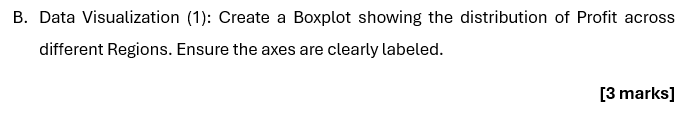 B. Data Visualization (1): Create a Boxplot showing the distribution of Profit across
different Regions. Ensure the axes are clearly labeled.
[3 marks]